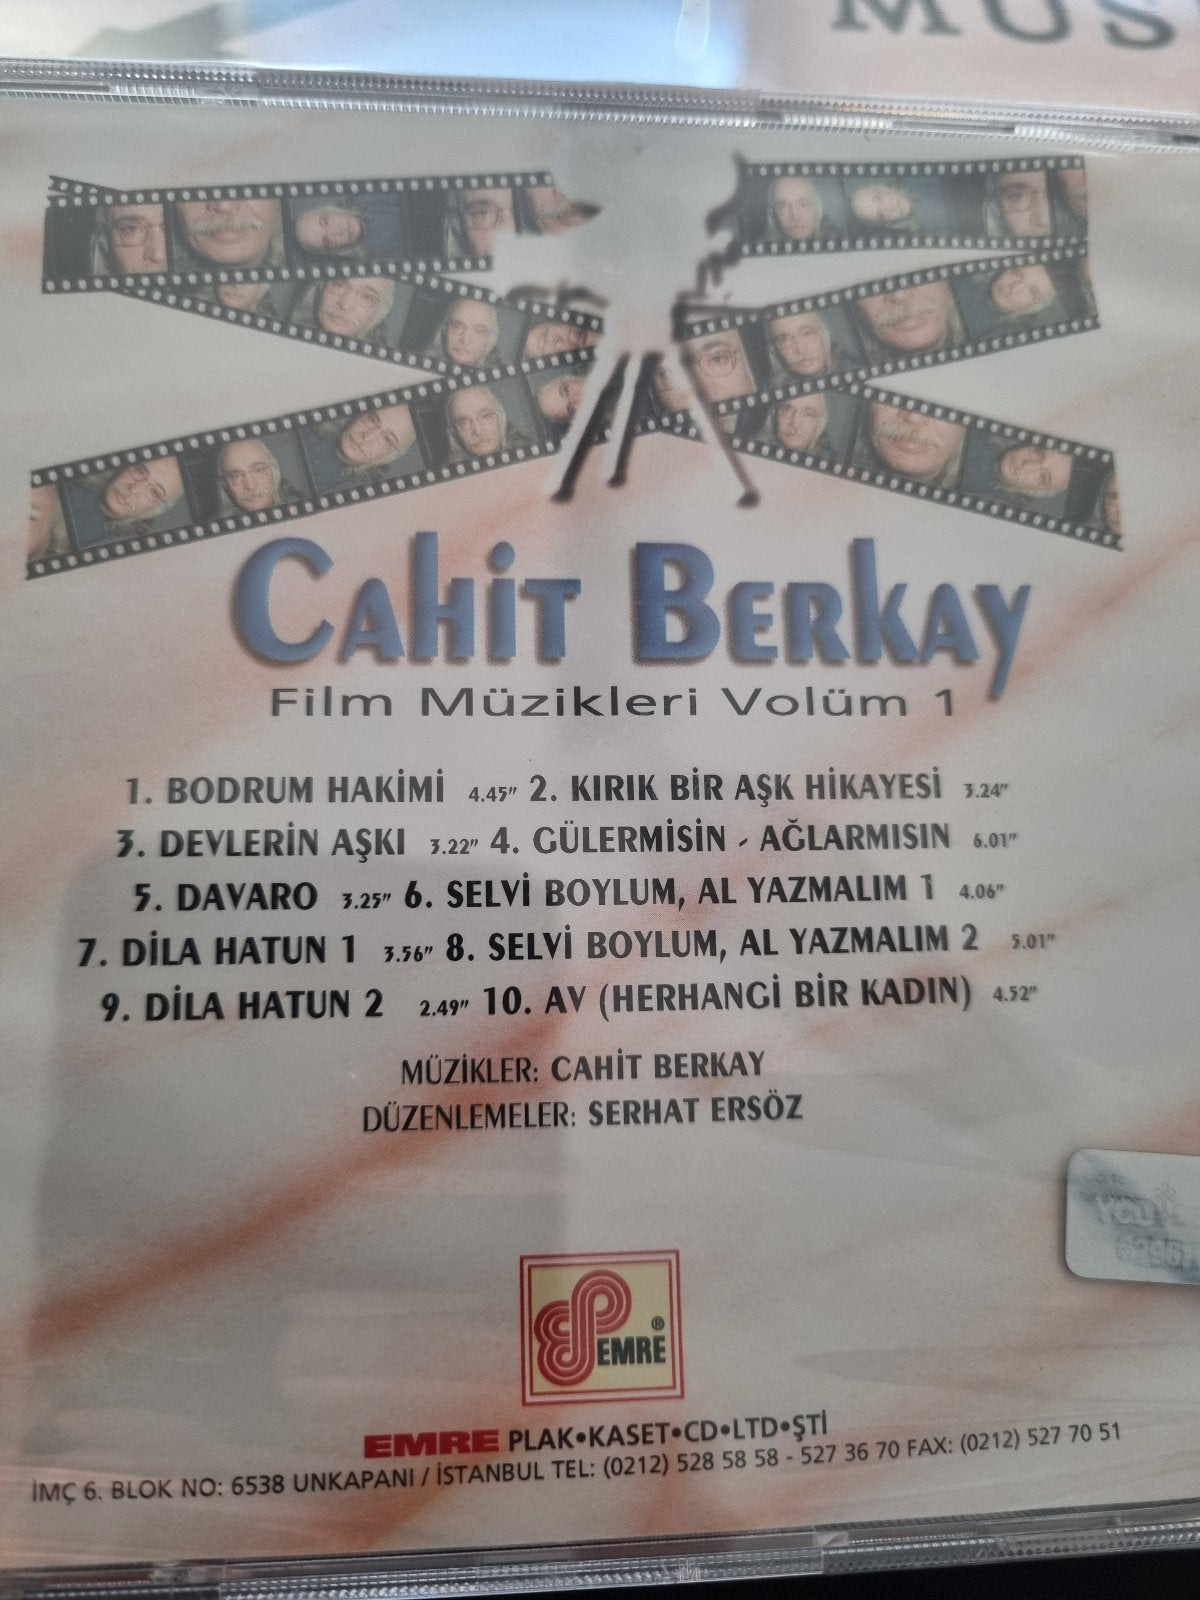 MUS
CAHİT BERKAY
Film Müzikleri Volüm 1
1. BODRUM HAKİMİ 4.45" 2. KIRIK BİR AŞK HİKAYESİ 3.24"
3. DEVLERİN AŞKI 3.22" 4. GÜLERMİSİN - AĞLARMISIN 6.01"
5. DAVARO 3.25" 6. SELVİ BOYLUM, AL YAZMALIM 1 4.06"
7. DİLA HATUN 1 3.56" 8. SELVİ BOYLUM, AL YAZMALIM 2 5.01"
9. DİLA HATUN 2 2.49" 10. AV (HERHANGİ BİR KADIN) 4.52"
MÜZİKLER: CAHİT BERKAY
DÜZENLEMELER: SERHAT ERSÖZ
EMRE ®
EMRE PLAK•KASET•CD•LTD•ŞTİ
İMÇ 6. BLOK NO: 6538 UNKAPANI / İSTANBUL TEL: (0212) 528 58 58 - 527 36 70 FAX: (0212) 527 70 51